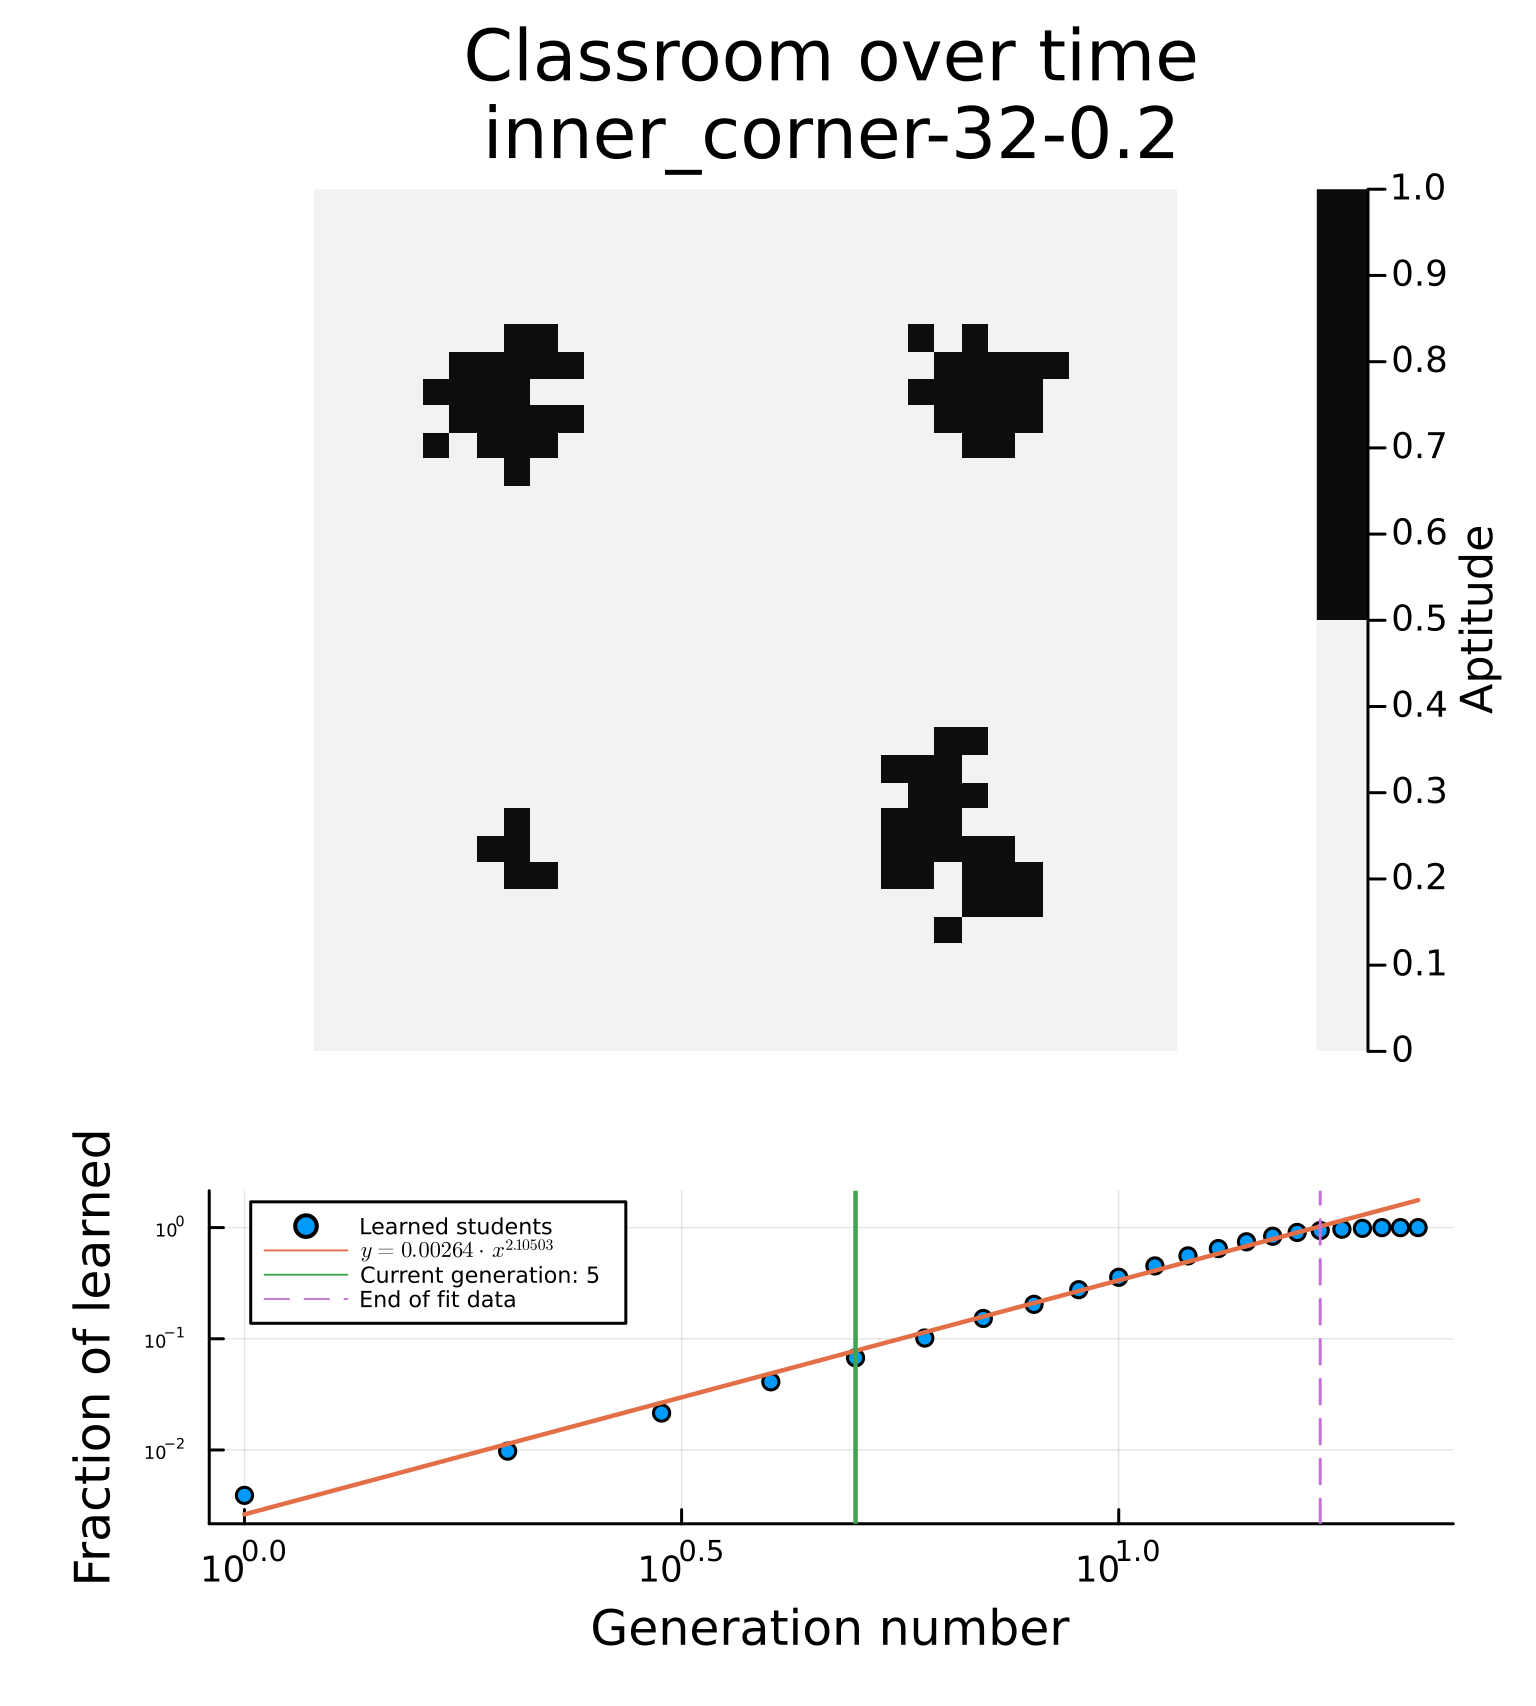 Classroom over time
inner_corner-32-0.2
1.0
0.9
0.8
0.7
0.6
0.5
0.4
0.3
0.2
0.1
0
Aptitude
Fraction of learned
10⁰
10⁻¹
10⁻²
Learned students
y = 0.00264 · x^2.10503
Current generation: 5
End of fit data
10^0.0
10^0.5
10^1.0
Generation number